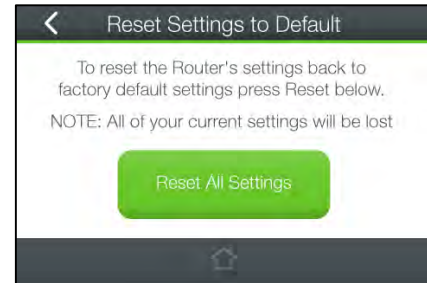 Reset Settings to Default
To reset the Router's settings back to
factory default settings press Reset below.
NOTE: All of your current settings will be lost
Reset All Settings